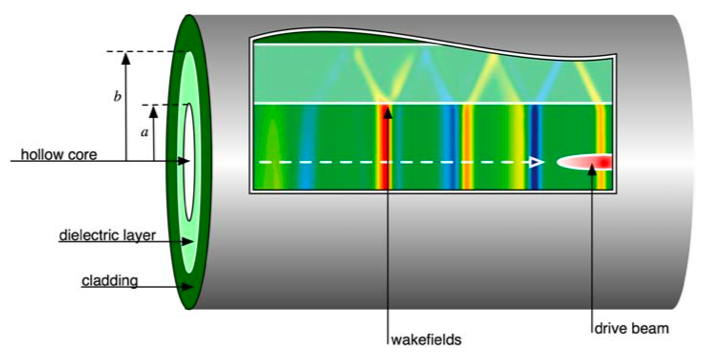 b
a
hollow core
dielectric layer
cladding
wakefields
drive beam